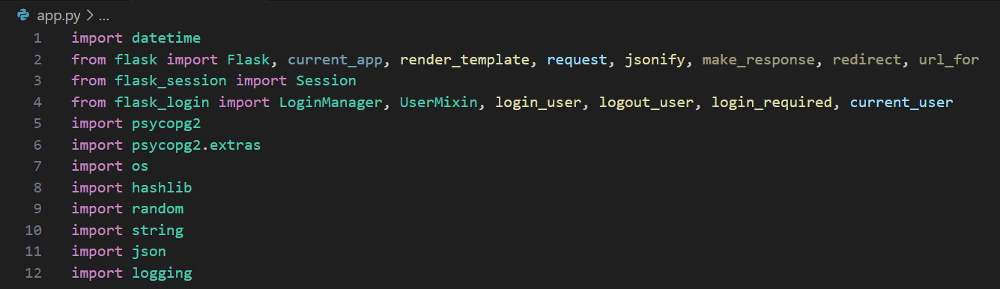 app.py > ...
1 import datetime
2 from flask import Flask, current_app, render_template, request, jsonify, make_response, redirect, url_for
3 from flask_session import Session
4 from flask_login import LoginManager, UserMixin, login_user, logout_user, login_required, current_user
5 import psycopg2
6 import psycopg2.extras
7 import os
8 import hashlib
9 import random
10 import string
11 import json
12 import logging